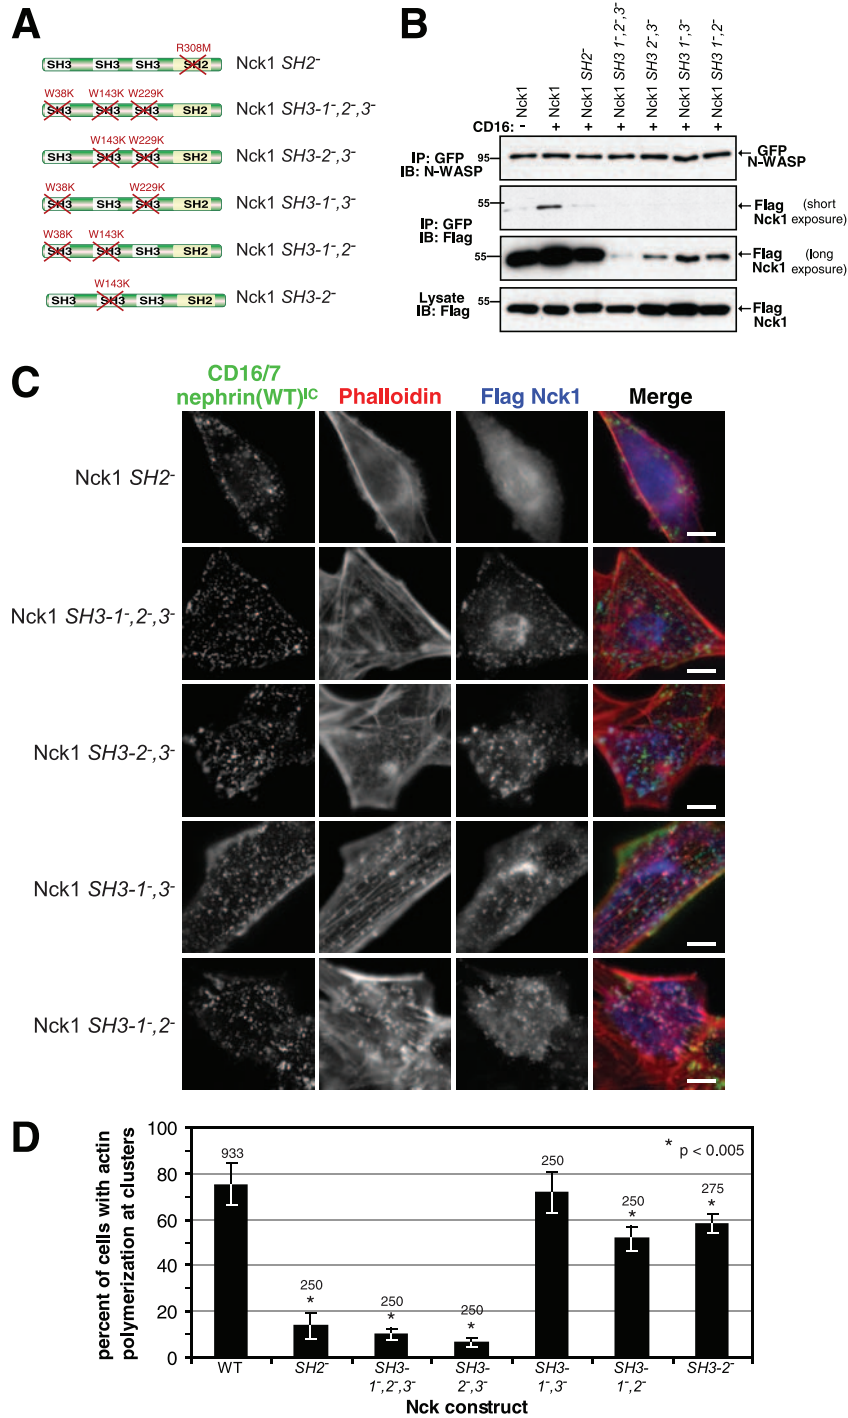 A
R308M
SH3 SH3 SH3 SH2 Nck1 SH2⁻
W38K W143K W229K
SH3 SH3 SH3 SH2 Nck1 SH3-1⁻,2⁻,3⁻
W143K W229K
SH3 SH3 SH3 SH2 Nck1 SH3-2⁻,3⁻
W38K W229K
SH3 SH3 SH3 SH2 Nck1 SH3-1⁻,3⁻
W38K W143K
SH3 SH3 SH3 SH2 Nck1 SH3-1⁻,2⁻
W143K
SH3 SH3 SH3 SH2 Nck1 SH3-2⁻
B
Nck1
Nck1
Nck1 SH2⁻
Nck1 SH3 1⁻,2⁻,3⁻
Nck1 SH3 2⁻,3⁻
Nck1 SH3 1⁻,3⁻
Nck1 SH3 1⁻,2⁻
CD16: - + + + + + +
IP: GFP
IB: N-WASP
95
←GFP
N-WASP
IP: GFP
IB: Flag
55
←Flag
Nck1
(short
exposure)
55
←Flag
Nck1
(long
exposure)
Lysate
IB: Flag
55
←Flag
Nck1
C
CD16/7
nephrin(WT)ᴵᶜ Phalloidin Flag Nck1 Merge
Nck1 SH2⁻
Nck1 SH3-1⁻,2⁻,3⁻
Nck1 SH3-2⁻,3⁻
Nck1 SH3-1⁻,3⁻
Nck1 SH3-1⁻,2⁻
D
percent of cells with actin
polymerization at clusters
100
80
60
40
20
0
* p < 0.005
933
250
*
250
*
250
*
250
250
*
275
*
WT
SH2⁻
SH3-
1⁻,2⁻,3⁻
SH3-
2⁻,3⁻
SH3-
1⁻,3⁻
SH3-
1⁻,2⁻
SH3-2⁻
Nck construct